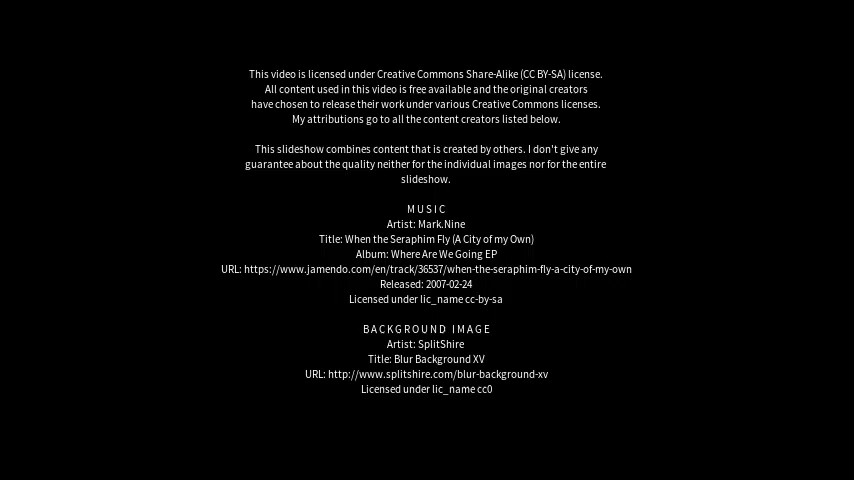 This video is licensed under Creative Commons Share-Alike (CC BY-SA) license.
All content used in this video is free available and the original creators
have chosen to release their work under various Creative Commons licenses.
My attributions go to all the content creators listed below.
This slideshow combines content that is created by others. I don't give any
guarantee about the quality neither for the individual images nor for the entire
slideshow.
MUSIC
Artist: Mark.Nine
Title: When the Seraphim Fly (A City of my Own)
Album: Where Are We Going EP
URL: https://www.jamendo.com/en/track/36537/when-the-seraphim-fly-a-city-of-my-own
Released: 2007-02-24
Licensed under lic_name cc-by-sa
BACKGROUND IMAGE
Artist: SplitShire
Title: Blur Background XV
URL: http://www.splitshire.com/blur-background-xv
Licensed under lic_name cc0